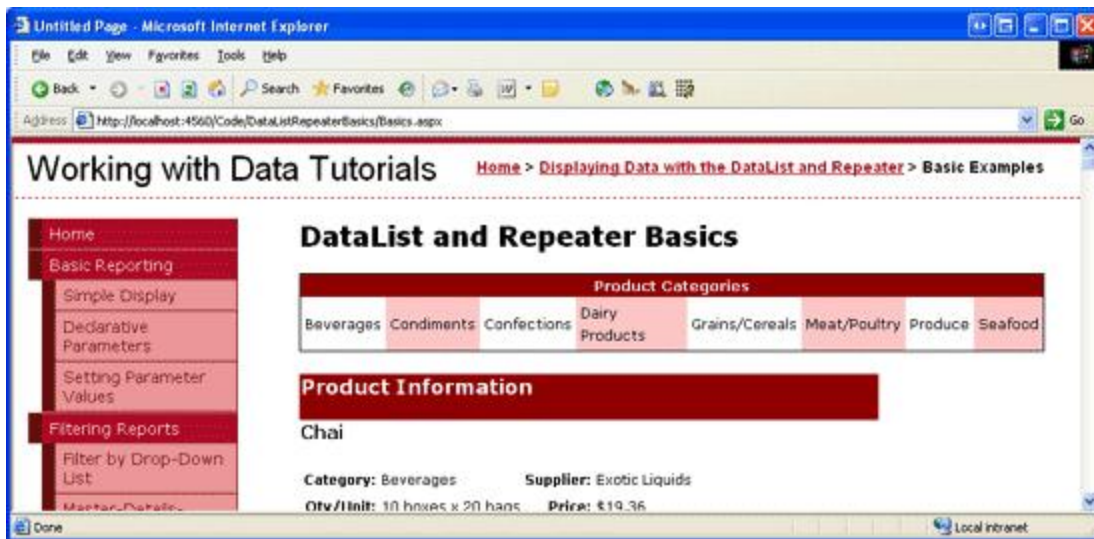 Untitled Page - Microsoft Internet Explorer
File Edit View Favorites Tools Help
Back Search Favorites
Address http://localhost:4560/Code/DataListRepeaterBasics/Basics.aspx Go
Working with Data Tutorials
Home > Displaying Data with the DataList and Repeater > Basic Examples
Home
Basic Reporting
Simple Display
Declarative
Parameters
Setting Parameter
Values
Filtering Reports
Filter by Drop-Down
List
Master-Details-
DataList and Repeater Basics
Product Categories
Beverages Condiments Confections Dairy Products Grains/Cereals Meat/Poultry Produce Seafood
Product Information
Chai
Category: Beverages Supplier: Exotic Liquids
Qty/Unit: 10 boxes x 20 bags Price: $19.36
Done Local intranet